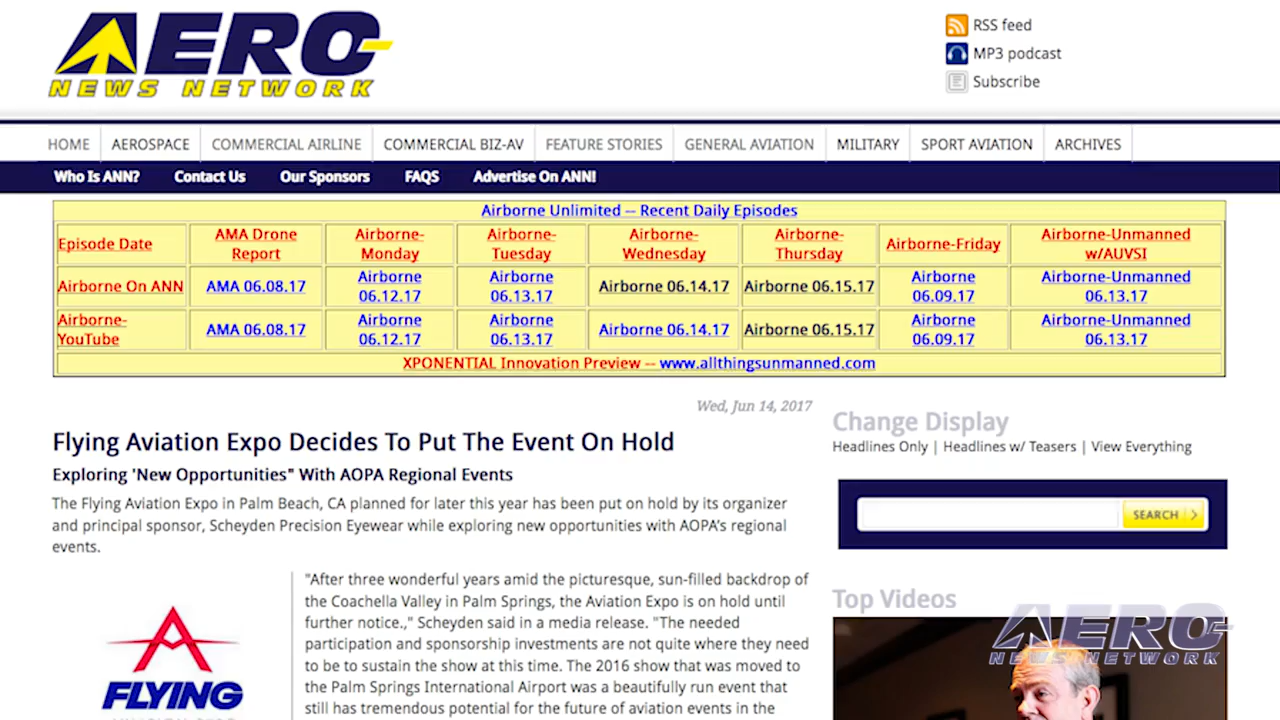 AERO
NEWS NETWORK
RSS feed
MP3 podcast
Subscribe
HOME
AEROSPACE
COMMERCIAL AIRLINE
COMMERCIAL BIZ-AV
FEATURE STORIES
GENERAL AVIATION
MILITARY
SPORT AVIATION
ARCHIVES
Who Is ANN?
Contact Us
Our Sponsors
FAQS
Advertise On ANN!
Airborne Unlimited -- Recent Daily Episodes
Episode Date
AMA Drone
Report
Airborne-
Monday
Airborne-
Tuesday
Airborne-
Wednesday
Airborne-
Thursday
Airborne-Friday
Airborne-Unmanned
w/AUVSI
Airborne On ANN
AMA 06.08.17
Airborne
06.12.17
Airborne
06.13.17
Airborne 06.14.17
Airborne 06.15.17
Airborne
06.09.17
Airborne-Unmanned
06.13.17
Airborne-
YouTube
AMA 06.08.17
Airborne
06.12.17
Airborne
06.13.17
Airborne 06.14.17
Airborne 06.15.17
Airborne
06.09.17
Airborne-Unmanned
06.13.17
XPONENTIAL Innovation Preview -- www.allthingsunmanned.com
Wed, Jun 14, 2017
Flying Aviation Expo Decides To Put The Event On Hold
Exploring 'New Opportunities" With AOPA Regional Events
The Flying Aviation Expo in Palm Beach, CA planned for later this year has been put on hold by its organizer
and principal sponsor, Scheyden Precision Eyewear while exploring new opportunities with AOPA's regional
events.
"After three wonderful years amid the picturesque, sun-filled backdrop of
the Coachella Valley in Palm Springs, the Aviation Expo is on hold until
further notice.," Scheyden said in a media release. "The needed
participation and sponsorship investments are not quite where they need
to be to sustain the show at this time. The 2016 show that was moved to
the Palm Springs International Airport was a beautifully run event that
still has tremendous potential for the future of aviation events in the
FLYING
Change Display
Headlines Only | Headlines w/ Teasers | View Everything
SEARCH
Top Videos
AERO
NEWS NETWORK